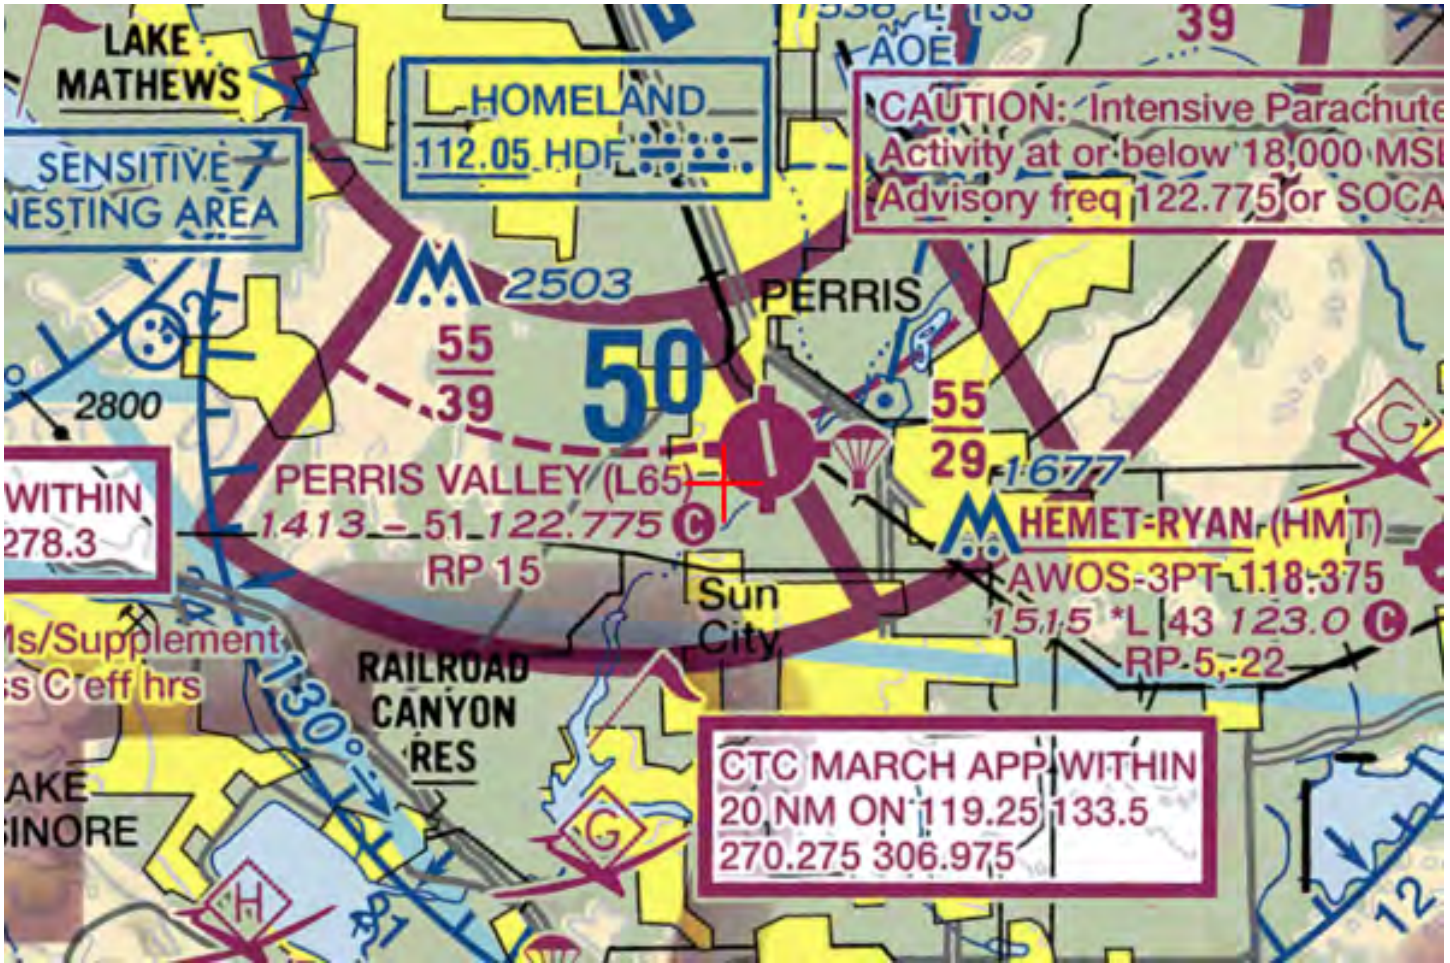 LAKE
MATHEWS
SENSITIVE
NESTING AREA
HOMELAND
112.05 HDF
AOE
39
CAUTION: Intensive Parachute
Activity at or below 18,000 MSL
Advisory freq 122.775 or SOCA
2503
PERRIS
55
39
50
55
29
2800
12
WITHIN
278.3
PERRIS VALLEY (L65)
1413 - 51 122.775 C
RP 15
1677
G
HEMET-RYAN (HMT)
AWOS-3PT 118.375
1515 *L 43 123.0 C
RP 5, 22
Sun
City
Ms/Supplement
C eff hrs
130°
RAILROAD
CANYON
RES
CTC MARCH APP WITHIN
20 NM ON 119.25 133.5
270.275 306.975
AKE
SINORE
G
H
21
12